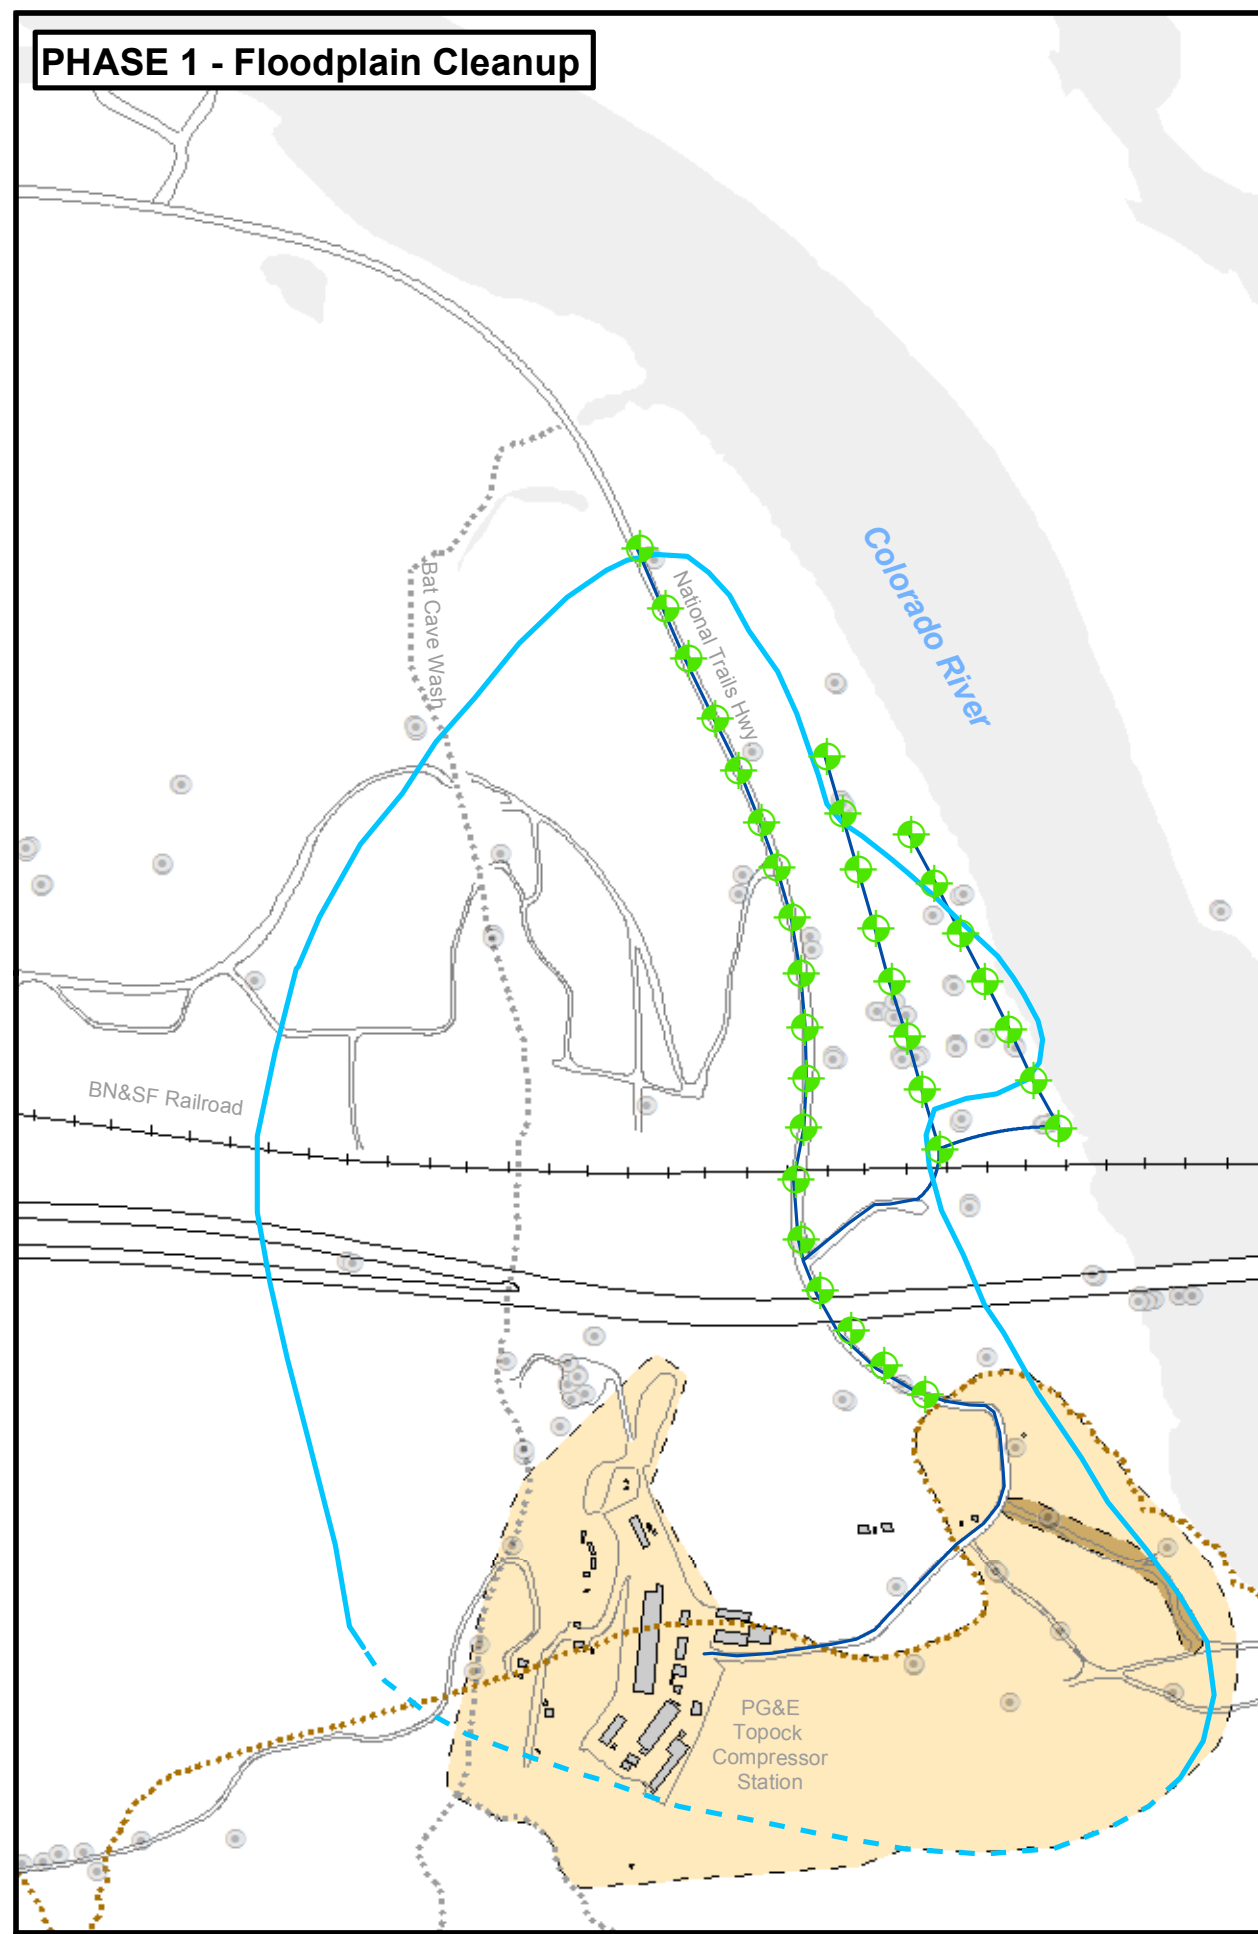 PHASE 1 - Floodplain Cleanup
Colorado River
National Trails Hwy
Bat Cave Wash
BN&SF Railroad
PG&E
Topock
Compressor
Station